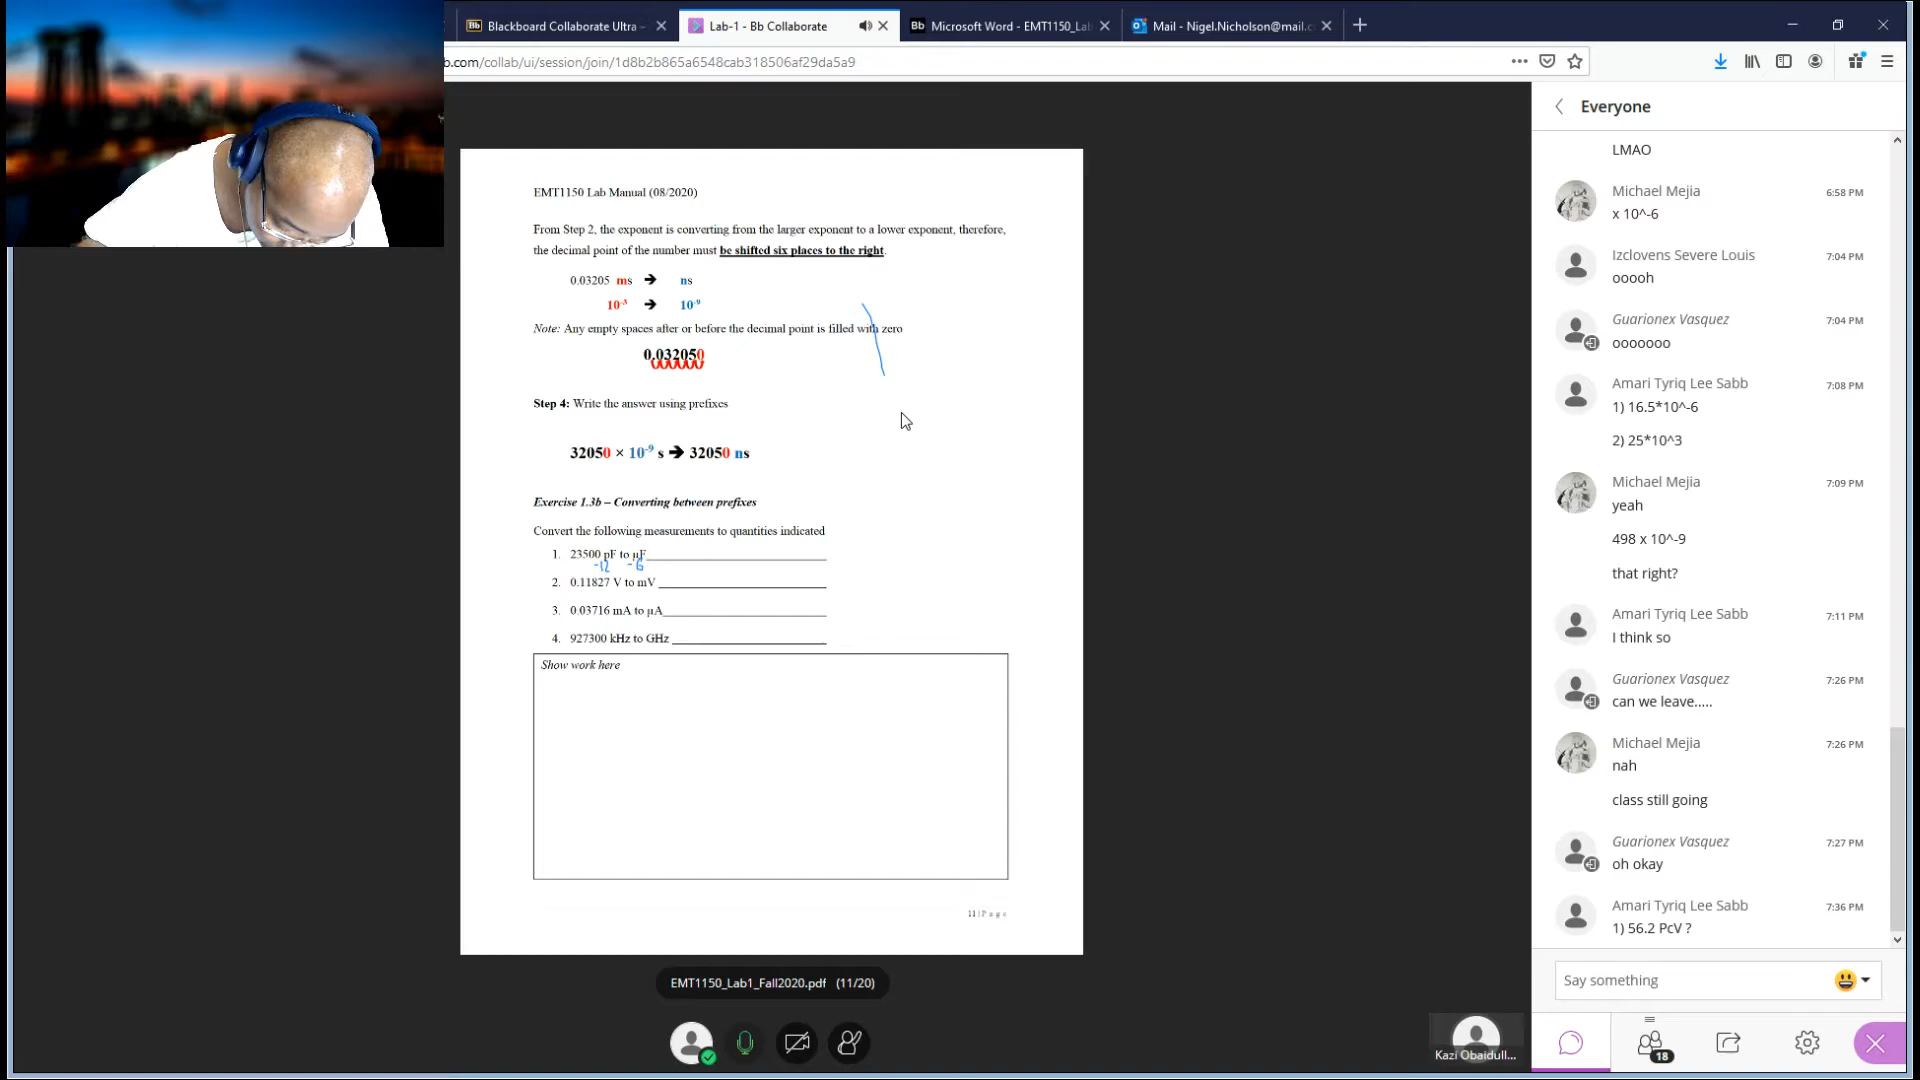 Blackboard Collaborate Ultra –
Lab-1 - Bb Collaborate
Microsoft Word - EMT1150_La
Mail - Nigel.Nicholson@mail.c
b.com/collab/ui/session/join/1d8b2b865a6548cab318506af29da5a9
EMT1150 Lab Manual (08/2020)
From Step 2, the exponent is converting from the larger exponent to a lower exponent, therefore,
the decimal point of the number must be shifted six places to the right.
0.03205 ms ➔ ns
10⁻³ ➔ 10⁻⁹
Note: Any empty spaces after or before the decimal point is filled with zero
0.032050
Step 4: Write the answer using prefixes
32050 × 10⁻⁹ s ➔ 32050 ns
Exercise 1.3b – Converting between prefixes
Convert the following measurements to quantities indicated
1. 23500 pF to µF
-12 -6
2. 0.11827 V to mV
3. 0.03716 mA to µA
4. 927300 kHz to GHz
Show work here
11 | Page
EMT1150_Lab1_Fall2020.pdf (11/20)
Kazi Obaidull...
Everyone
LMAO
Michael Mejia 6:58 PM
x 10^-6
Izclovens Severe Louis 7:04 PM
ooooh
Guarionex Vasquez 7:04 PM
ooooooo
Amari Tyriq Lee Sabb 7:08 PM
1) 16.5*10^-6
2) 25*10^3
Michael Mejia 7:09 PM
yeah
498 x 10^-9
that right?
Amari Tyriq Lee Sabb 7:11 PM
I think so
Guarionex Vasquez 7:26 PM
can we leave.....
Michael Mejia 7:26 PM
nah
class still going
Guarionex Vasquez 7:27 PM
oh okay
Amari Tyriq Lee Sabb 7:36 PM
1) 56.2 PcV ?
Say something
18